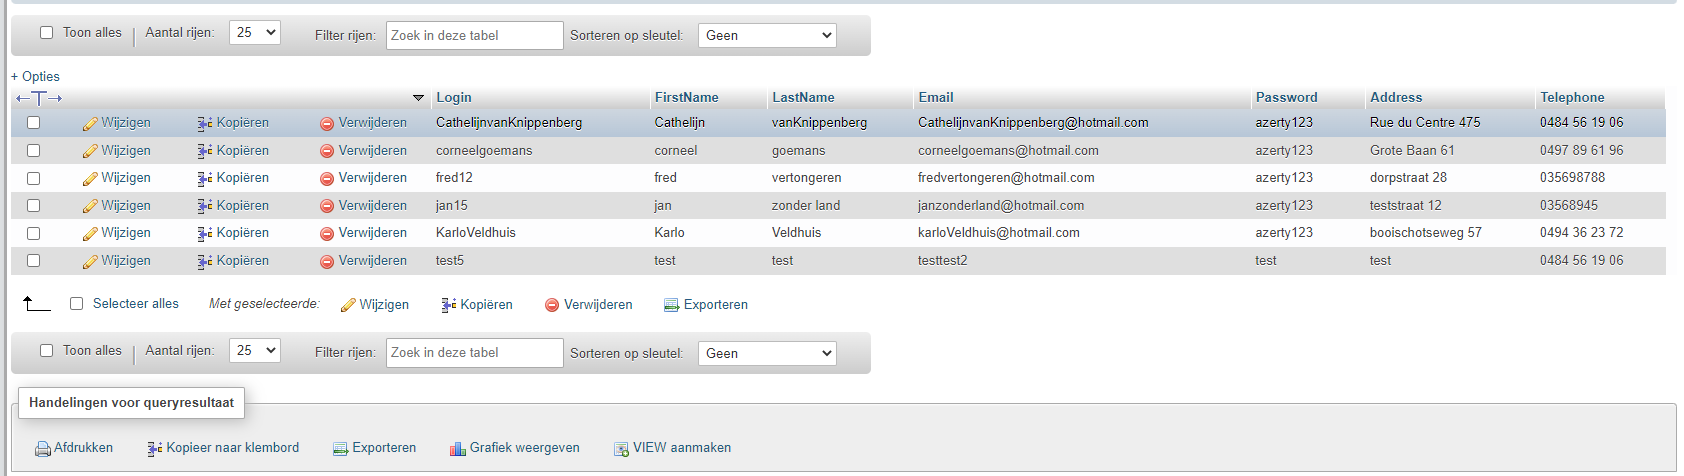 Toon alles Aantal rijen: 25 Filter rijen: Zoek in deze tabel Sorteren op sleutel: Geen
+ Opties
←T→ Login FirstName LastName Email Password Address Telephone
Wijzigen Kopiëren Verwijderen CathelijnvanKnippenberg Cathelijn vanKnippenberg CathelijnvanKnippenberg@hotmail.com azerty123 Rue du Centre 475 0484 56 19 06
Wijzigen Kopiëren Verwijderen corneelgoemans corneel goemans corneelgoemans@hotmail.com azerty123 Grote Baan 61 0497 89 61 96
Wijzigen Kopiëren Verwijderen fred12 fred vertongeren fredvertongeren@hotmail.com azerty123 dorpstraat 28 035698788
Wijzigen Kopiëren Verwijderen jan15 jan zonder land janzonderland@hotmail.com azerty123 teststraat 12 03568945
Wijzigen Kopiëren Verwijderen KarloVeldhuis Karlo Veldhuis karloVeldhuis@hotmail.com azerty123 booischotseweg 57 0494 36 23 72
Wijzigen Kopiëren Verwijderen test5 test test testtest2 test test 0484 56 19 06
Selecteer alles Met geselecteerde: Wijzigen Kopiëren Verwijderen Exporteren
Toon alles Aantal rijen: 25 Filter rijen: Zoek in deze tabel Sorteren op sleutel: Geen
Handelingen voor queryresultaat
Afdrukken Kopieer naar klembord Exporteren Grafiek weergeven VIEW aanmaken